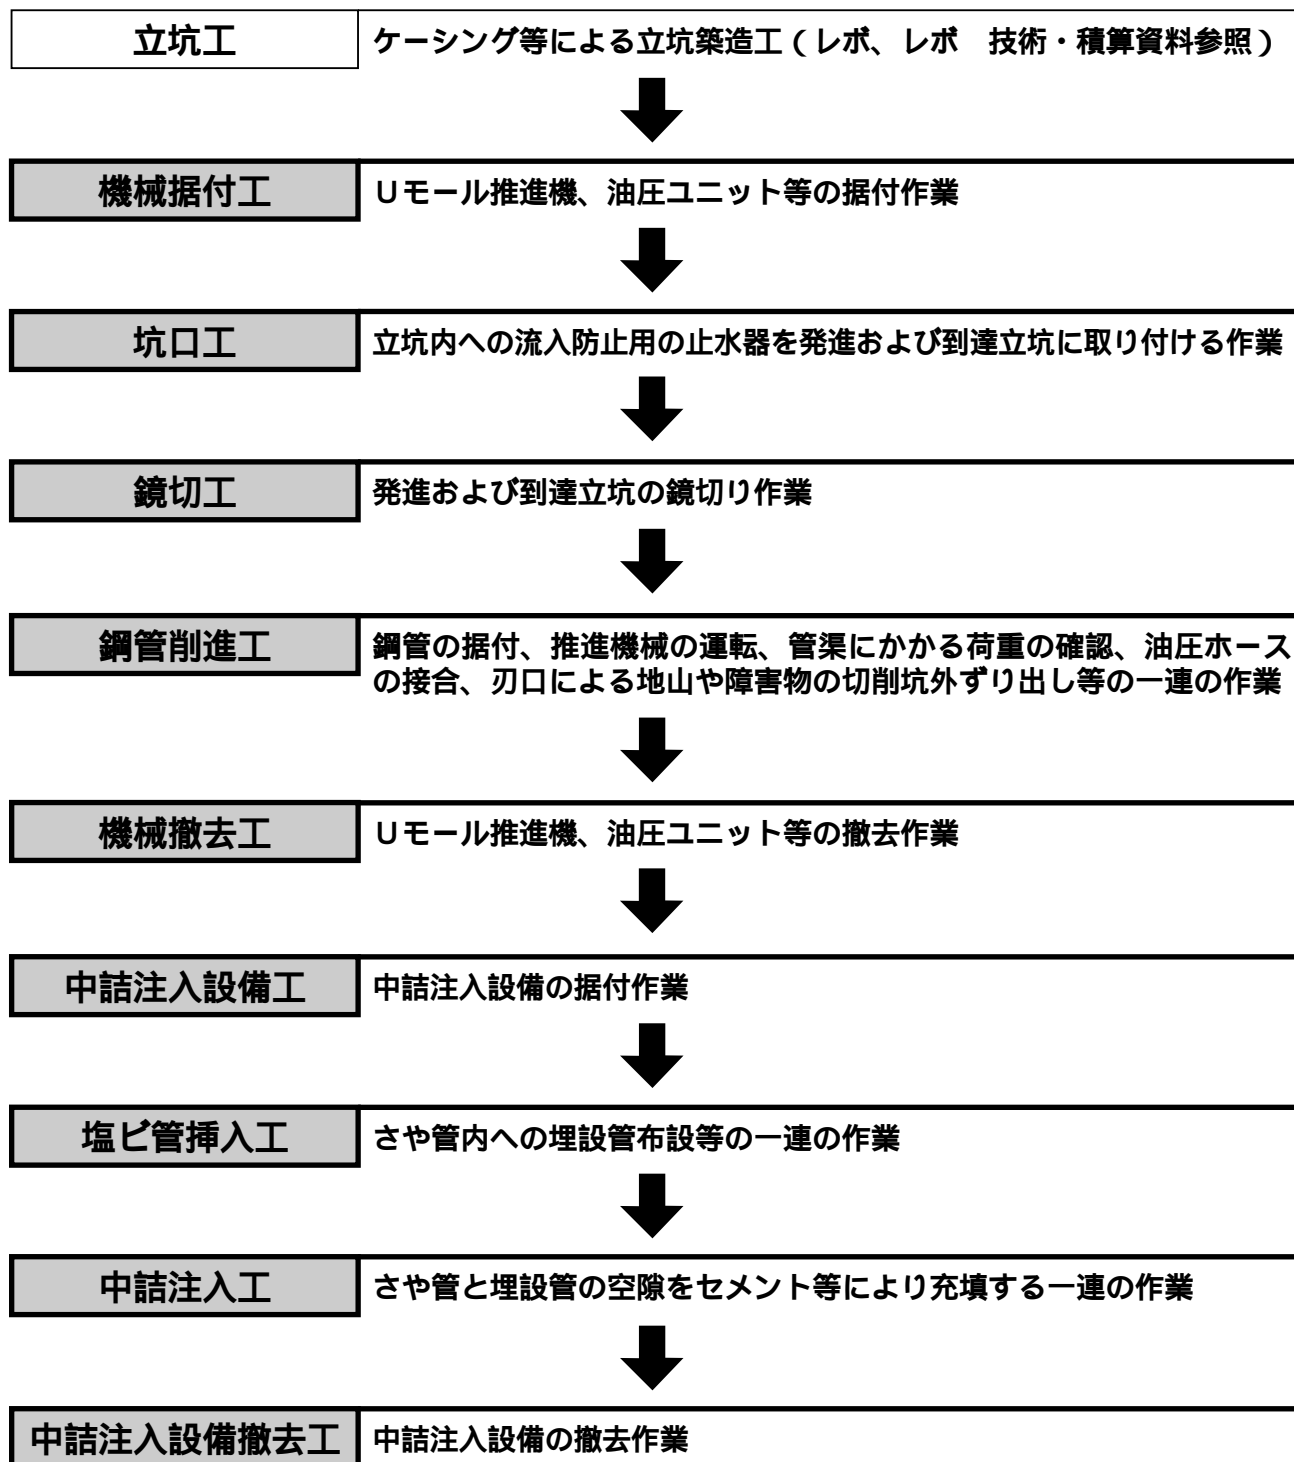 立坑工
ケーシング等による立坑築造工（レボ、レボ　技術・積算資料参照）
機械据付工
Ｕモール推進機、油圧ユニット等の据付作業
坑口工
立坑内への流入防止用の止水器を発進および到達立坑に取り付ける作業
鏡切工
発進および到達立坑の鏡切り作業
鋼管削進工
鋼管の据付、推進機械の運転、管渠にかかる荷重の確認、油圧ホース
の接合、刃口による地山や障害物の切削坑外ずり出し等の一連の作業
機械撤去工
Ｕモール推進機、油圧ユニット等の撤去作業
中詰注入設備工
中詰注入設備の据付作業
塩ビ管挿入工
さや管内への埋設管布設等の一連の作業
中詰注入工
さや管と埋設管の空隙をセメント等により充填する一連の作業
中詰注入設備撤去工
中詰注入設備の撤去作業